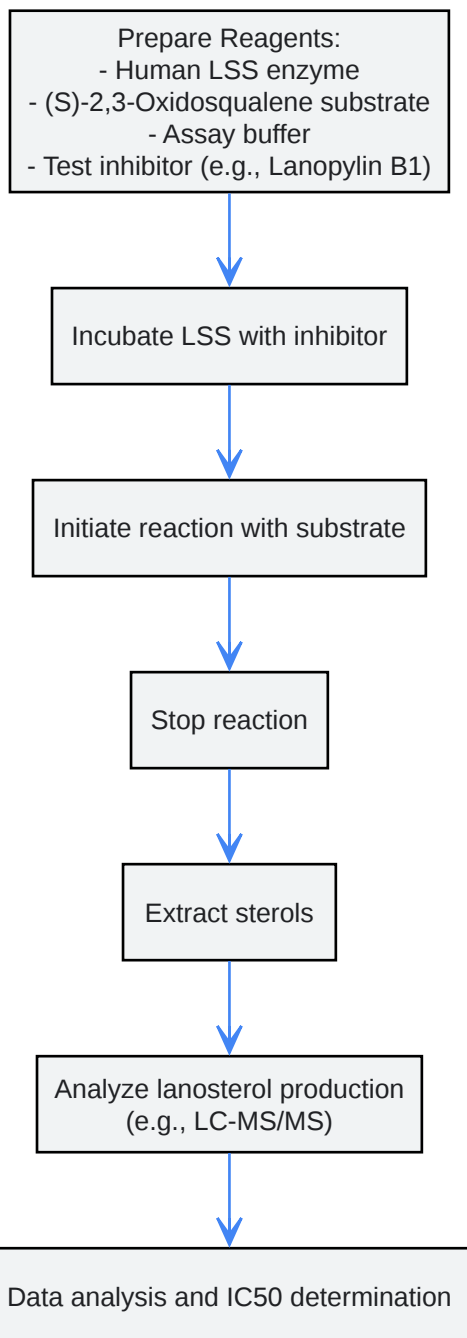 Prepare Reagents:
- Human LSS enzyme
- (S)-2,3-Oxidosqualene substrate
- Assay buffer
- Test inhibitor (e.g., Lanopylin B1)
Incubate LSS with inhibitor
Initiate reaction with substrate
Stop reaction
Extract sterols
Analyze lanosterol production
(e.g., LC-MS/MS)
Data analysis and IC50 determination